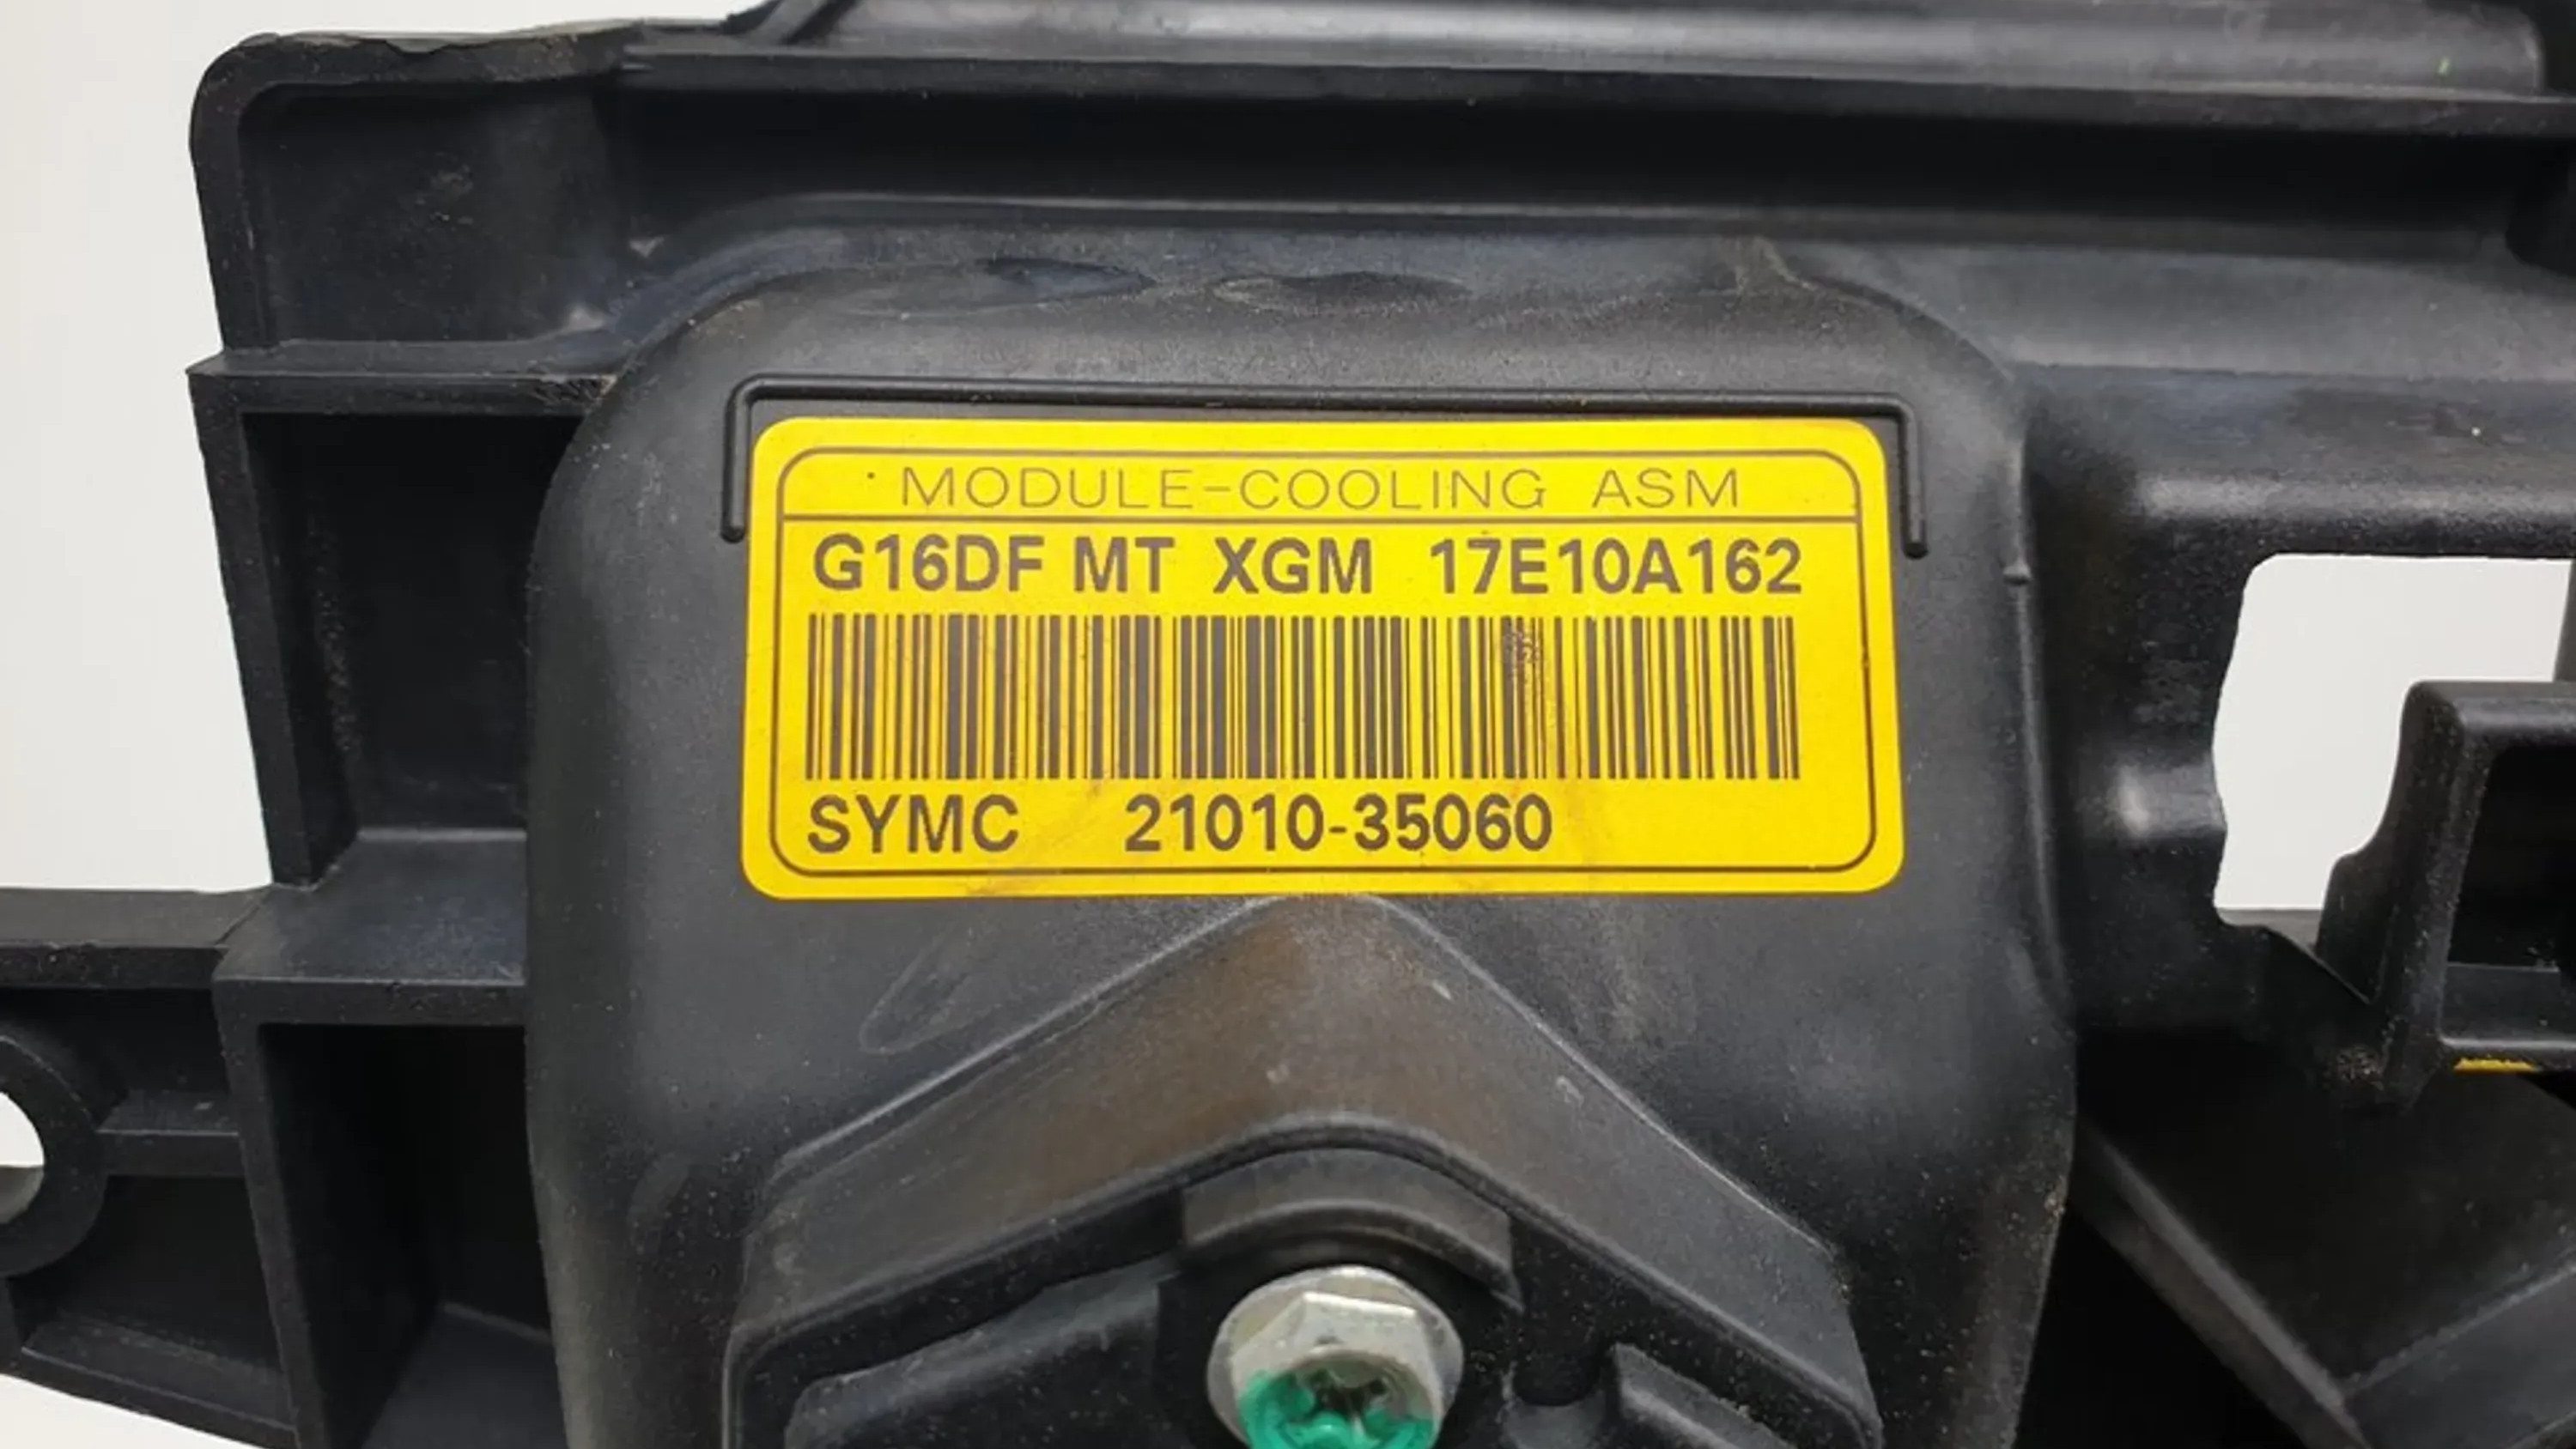 MODULE-COOLING ASM
G16DF MT XGM 17E10A162
SYMC 21010-35060